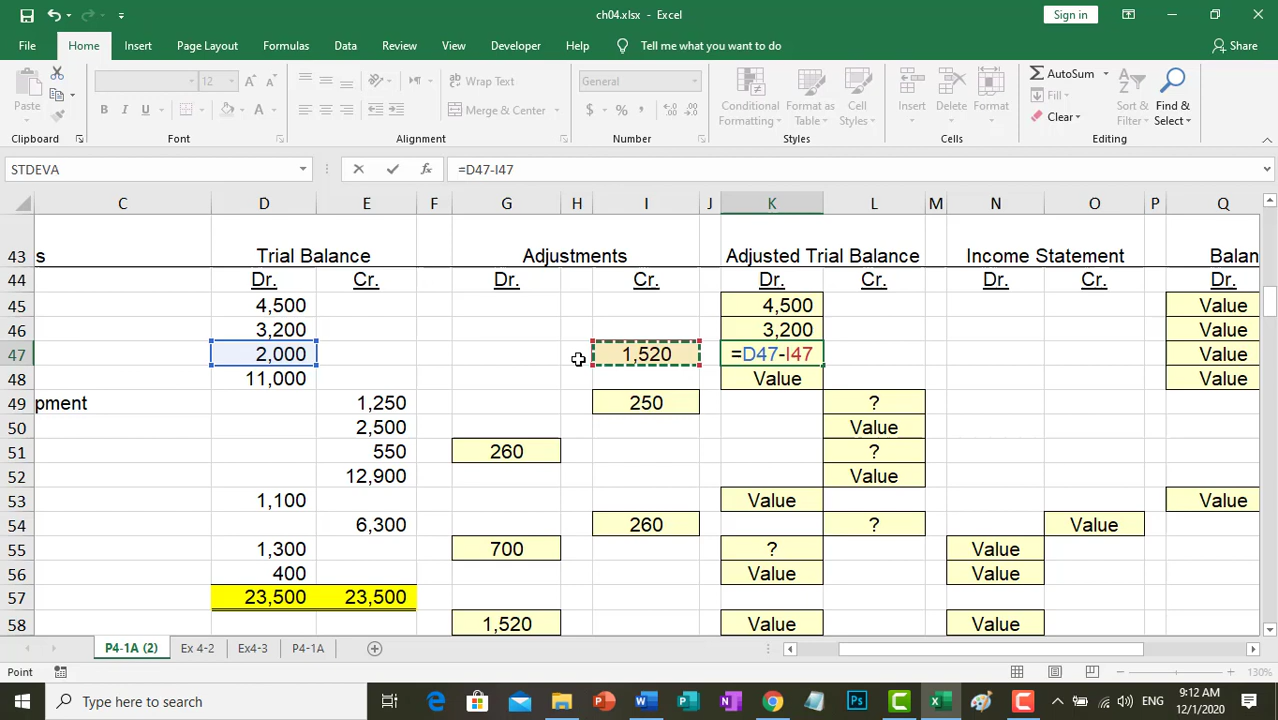 ch04.xlsx - Excel
Sign in
File Home Insert Page Layout Formulas Data Review View Developer Help Tell me what you want to do Share
Paste
12
Wrap Text
General
Merge & Center
Conditional Formatting
Format as Table
Cell Styles
Insert Delete Format
AutoSum
Fill
Clear
Sort & Filter
Find & Select
Clipboard Font Alignment Number Styles Cells Editing
STDEVA =D47-I47
C D E F G H I J K L M N O P Q
43 s Trial Balance Adjustments Adjusted Trial Balance Income Statement Balan
44 Dr. Cr. Dr. Cr. Dr. Cr. Dr. Cr. Dr.
45 4,500 4,500 Value
46 3,200 3,200 Value
47 2,000 1,520 =D47-I47 Value
48 11,000 Value Value
49 pment 1,250 250 ?
50 2,500 Value
51 550 260 ?
52 12,900 Value
53 1,100 Value Value
54 6,300 260 ? Value
55 1,300 700 ? Value
56 400 Value Value
57 23,500 23,500
58 1,520 Value Value
P4-1A (2) Ex 4-2 Ex4-3 P4-1A
Point 130%
Type here to search
ENG
9:12 AM
12/1/2020